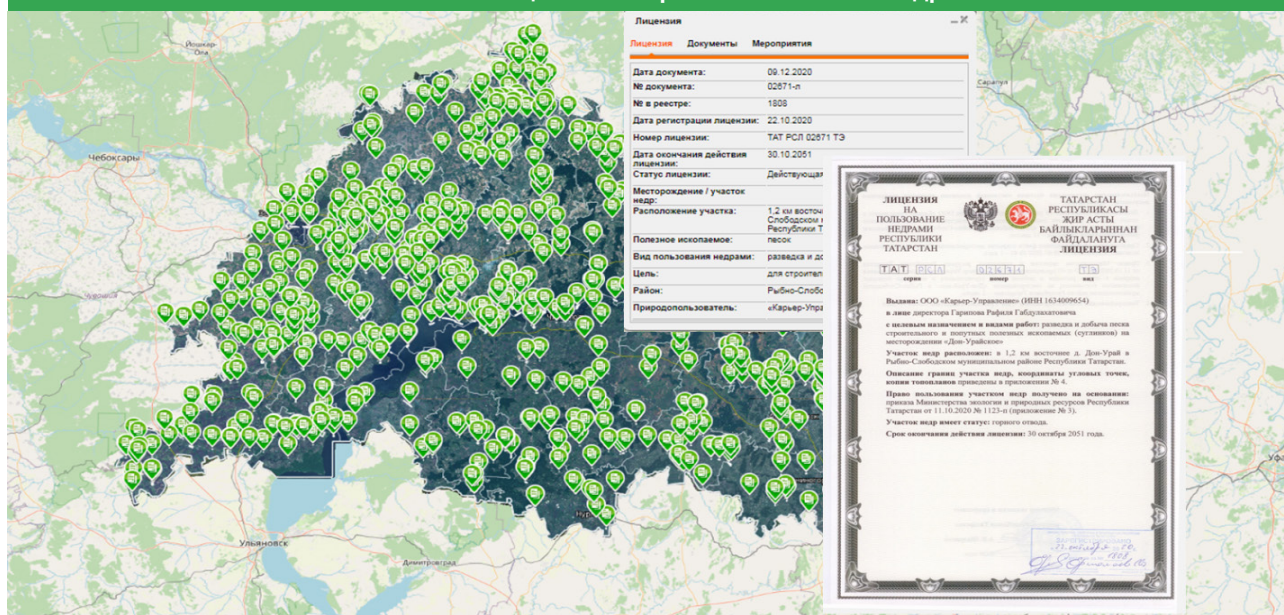 Лицензия
Лицензия Документы Мероприятия
Дата документа: 09.12.2020
№ документа: 02671-л
№ в реестре: 1808
Дата регистрации лицензии: 22.10.2020
Номер лицензии: ТАТ РСЛ 02671 ТЭ
Дата окончания действия 30.10.2051
лицензии:
Статус лицензии: Действующая
Месторождение / участок
недр:
Расположение участка: 1,2 км восточ
Слободском
Республики Т
Полезное ископаемое: песок
Вид пользования недрами: разведка и до
Цель: для строител
Район: Рыбно-Слобо
Природопользователь: «Карьер-Упра
ЛИЦЕНЗИЯ
НА
ПОЛЬЗОВАНИЕ
НЕДРАМИ
РЕСПУБЛИКИ
ТАТАРСТАН
ТАТАРСТАН
РЕСПУБЛИКАСЫ
ЖИР АСТЫ
БАЙЛЫКЛАРЫННАН
ФАЙДАЛАНУГА
ЛИЦЕНЗИЯ
ТАТ РСЛ 02671 ТЭ
серия номер вид
Выдана: ООО «Карьер-Управление» (ИНН 1634009654)
в лице директора Гарипова Рафиля Габдулахатовича
с целевым назначением и видами работ: разведка и добыча песка
строительного и попутных полезных ископаемых (суглинков) на
месторождении «Дон-Урайское»
Участок недр расположен: в 1,2 км восточнее д. Дон-Урай в
Рыбно-Слободском муниципальном районе Республики Татарстан.
Описание границ участка недр, координаты угловых точек,
копии топопланов приведены в приложении № 4.
Право пользования участком недр получено на основании:
приказа Министерства экологии и природных ресурсов Республики
Татарстан от 11.10.2020 № 1123-п (приложение № 3).
Участок недр имеет статус: горного отвода.
Срок окончания действия лицензии: 30 октября 2051 года.
Йошкар-
Ола
Чебоксары
Сарапул
Ульяновск
Димитровград
Нур
Уфа